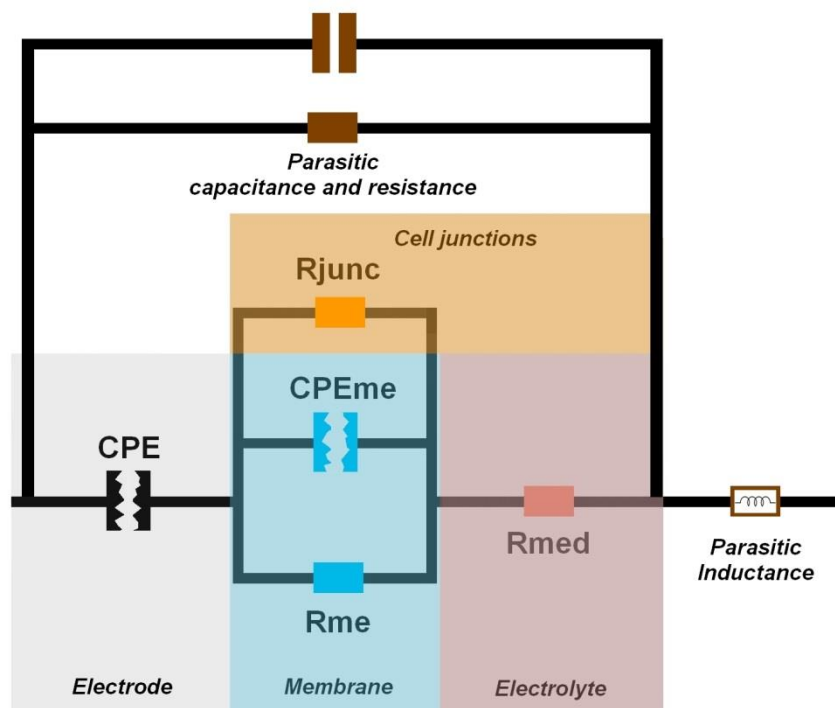 Parasitic
capacitance and resistance
Cell junctions
Rjunc
CPEme
CPE
Rmed
Parasitic
Inductance
Rme
Electrode
Membrane
Electrolyte